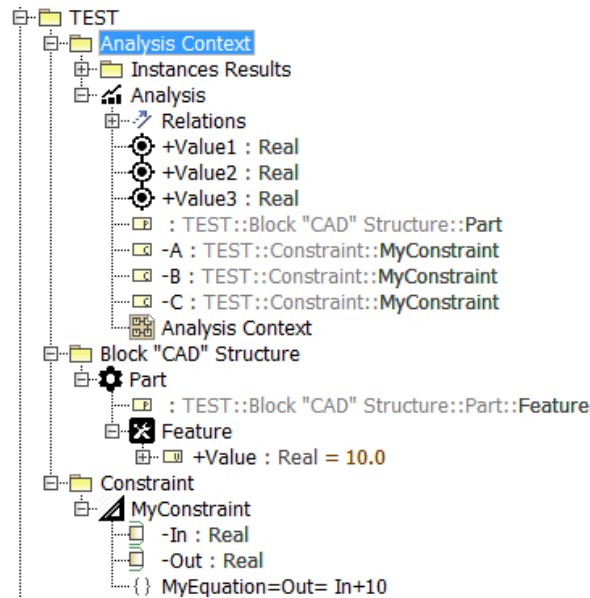 TEST
Analysis Context
Instances Results
Analysis
Relations
+Value1 : Real
+Value2 : Real
+Value3 : Real
P : TEST::Block "CAD" Structure::Part
C -A : TEST::Constraint::MyConstraint
C -B : TEST::Constraint::MyConstraint
C -C : TEST::Constraint::MyConstraint
Analysis Context
Block "CAD" Structure
Part
P : TEST::Block "CAD" Structure::Part::Feature
Feature
V +Value : Real = 10.0
Constraint
MyConstraint
-In : Real
-Out : Real
{} MyEquation=Out= In+10